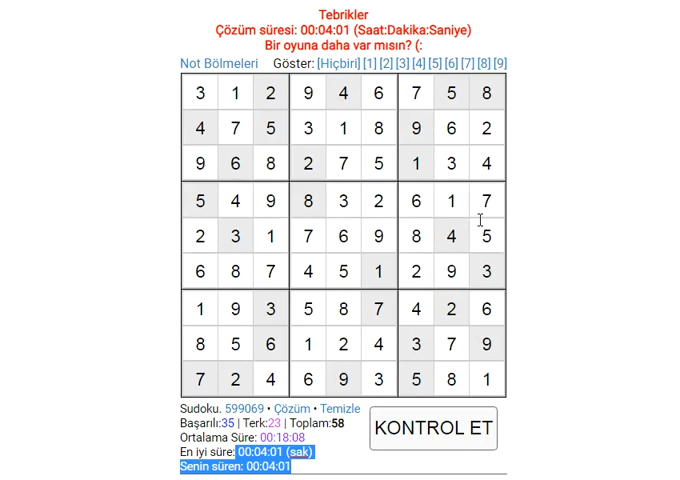 Tebrikler
Çözüm süresi: 00:04:01 (Saat:Dakika:Saniye)
Bir oyuna daha var mısın? (:
Not Bölmeleri Göster: [Hiçbiri] [1] [2] [3] [4] [5] [6] [7] [8] [9]
3 1 2 9 4 6 7 5 8
4 7 5 3 1 8 9 6 2
9 6 8 2 7 5 1 3 4
5 4 9 8 3 2 6 1 7
2 3 1 7 6 9 8 4 5
6 8 7 4 5 1 2 9 3
1 9 3 5 8 7 4 2 6
8 5 6 1 2 4 3 7 9
7 2 4 6 9 3 5 8 1
Sudoku. 599069 • Çözüm • Temizle
Başarılı:35 | Terk:23 | Toplam:58
Ortalama Süre: 00:18:08
En iyi süre: 00:04:01 (sak)
Senin süren: 00:04:01
KONTROL ET